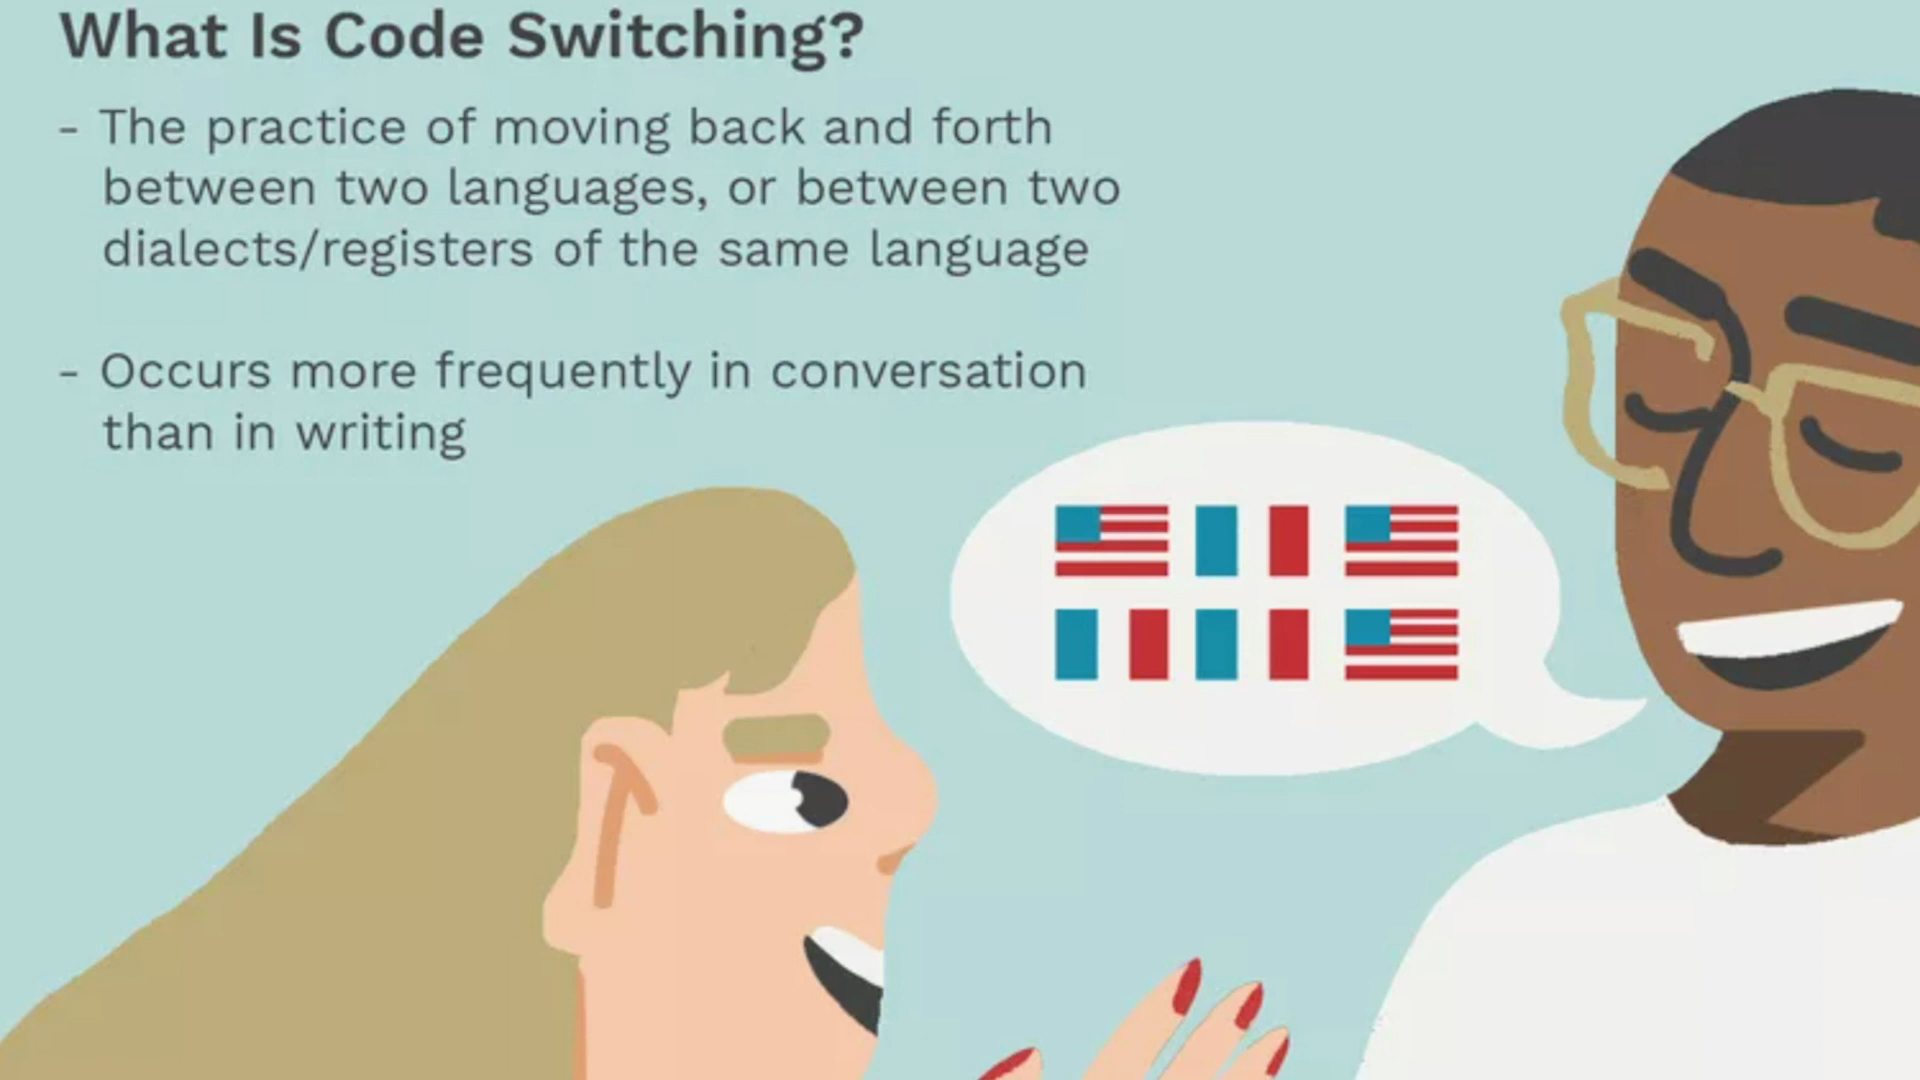 What Is Code Switching?
- The practice of moving back and forth
between two languages, or between two
dialects/registers of the same language
- Occurs more frequently in conversation
than in writing